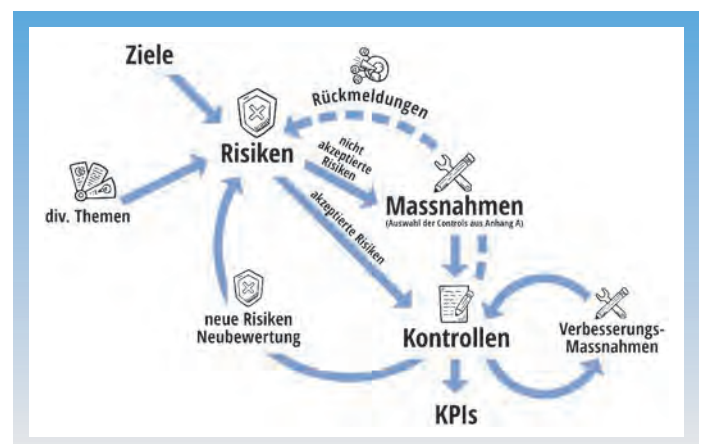 Ziele
Rückmeldungen
Risiken
nicht
akzeptierte
Risiken
div. Themen
akzeptierte Risiken
Massnahmen
(Auswahl der Controls aus Anhang A)
neue Risiken
Neubewertung
Kontrollen
Verbesserungs-
Massnahmen
KPIs